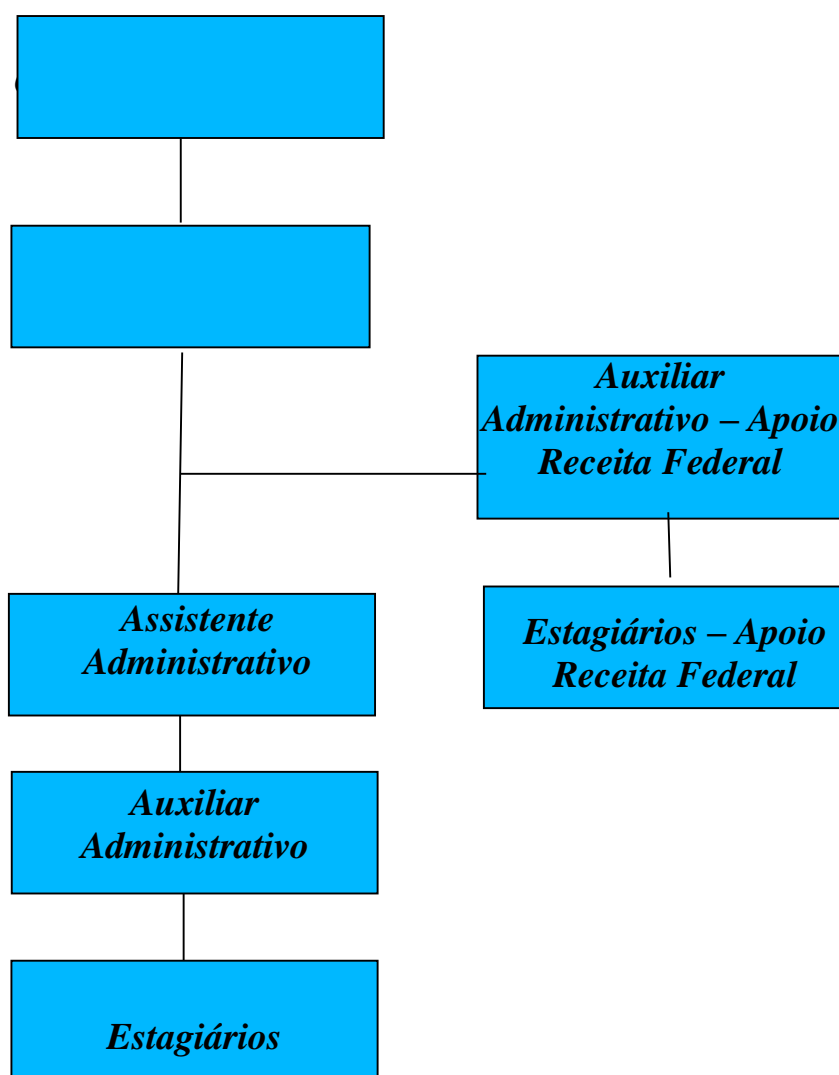 Auxiliar
Administrativo – Apoio
Receita Federal
Assistente
Administrativo
Estagiários – Apoio
Receita Federal
Auxiliar
Administrativo
Estagiários